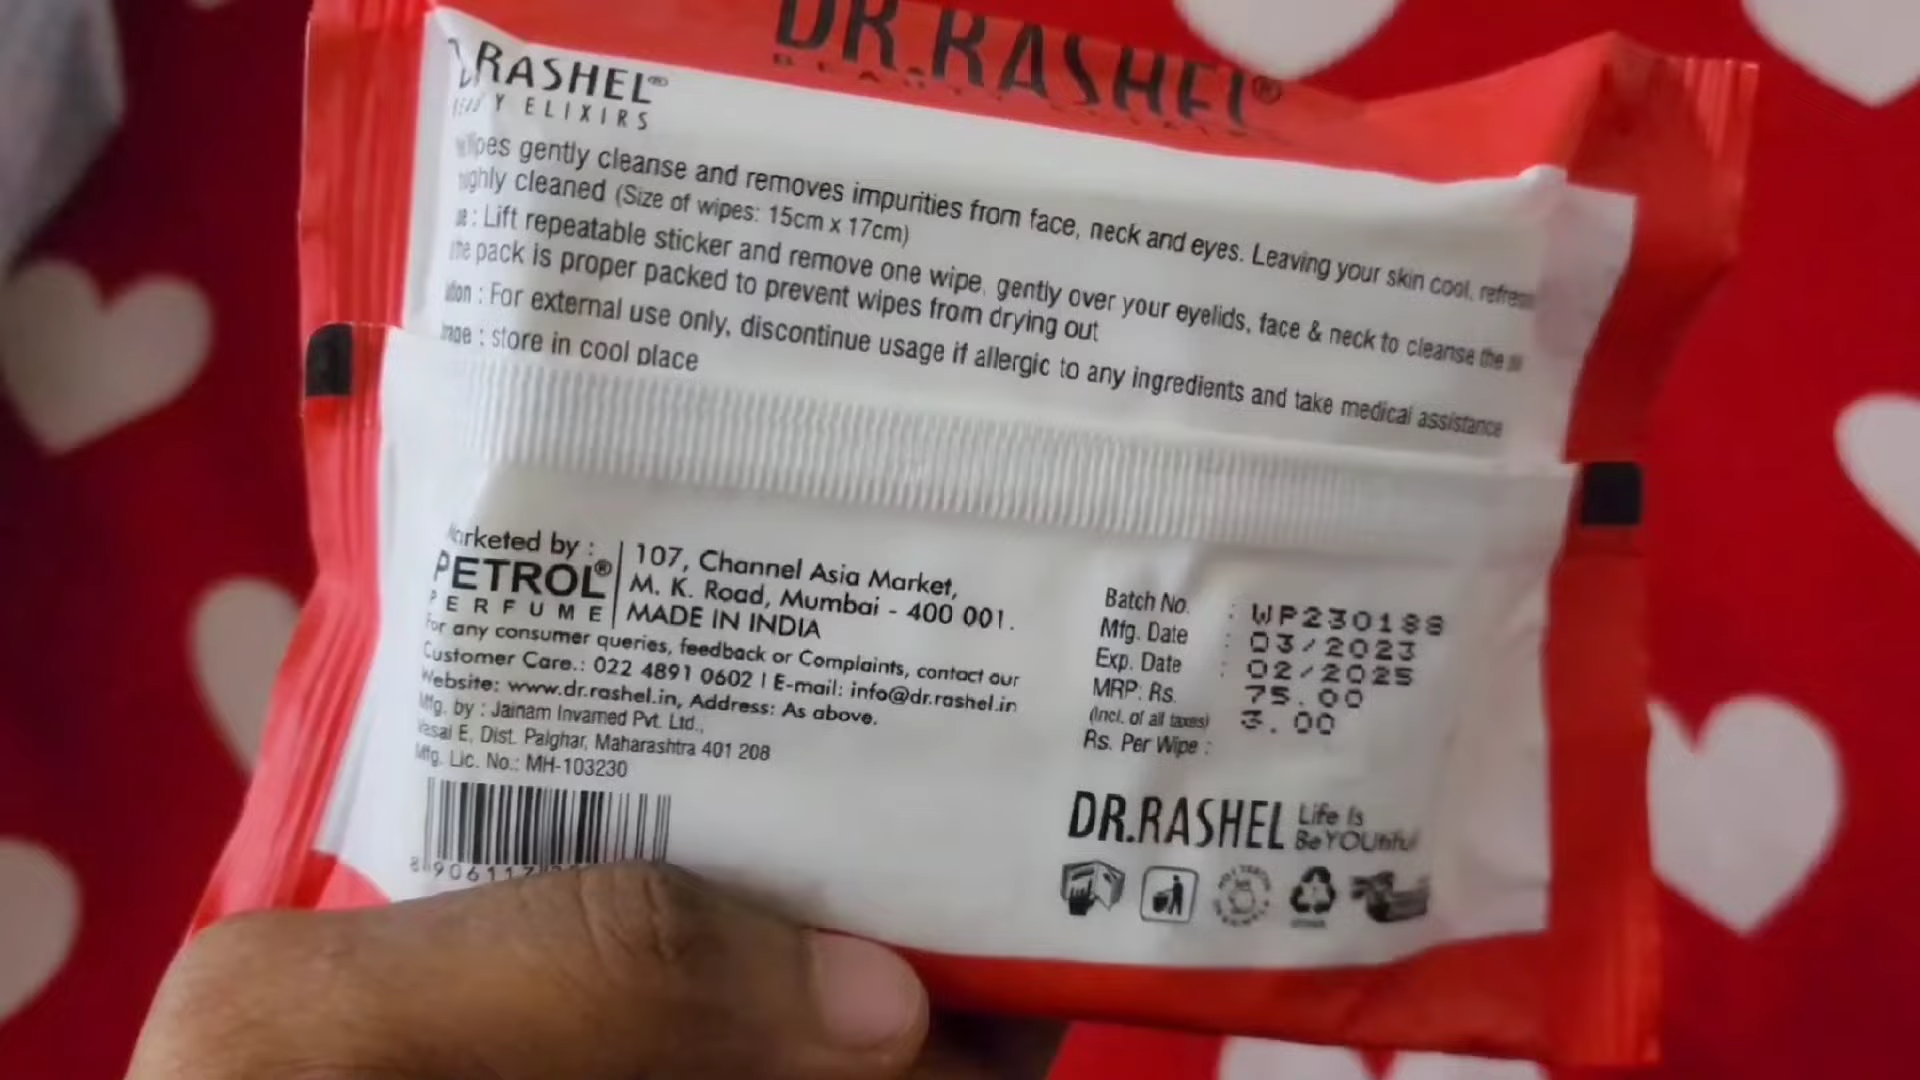 DR.RASHEL®
RASHEL®
Y ELIXIRS
gently cleanse and removes impurities from face, neck and eyes. Leaving your skin cool,
cleaned (Size of wipes: 15cm x 17cm)
: Lift repeatable sticker and remove one wipe, gently over your eyelids, face & neck to cleanse the
pack is proper packed to prevent wipes from drying out
: For external use only, discontinue usage if allergic to any ingredients and take medical assistance
: store in cool place
Marketed by :
PETROL®
PERFUME
107, Channel Asia Market,
M. K. Road, Mumbai - 400 001.
MADE IN INDIA
For any consumer queries, feedback or Complaints, contact our
Customer Care.: 022 4891 0602 | E-mail: info@dr.rashel.in
Website: www.dr.rashel.in, Address: As above.
Mfg. by : Jainam Invamed Pvt. Ltd.,
Vasai E, Dist. Palghar, Maharashtra 401 208
Mfg. Lic. No.: MH-103230
8 906117
Batch No. : WP230188
Mfg. Date : 03/2023
Exp. Date : 02/2025
MRP: Rs. 75.00
(Incl. of all taxes) 3.00
Rs. Per Wipe :
DR.RASHEL Life Is
BeYOUtiful